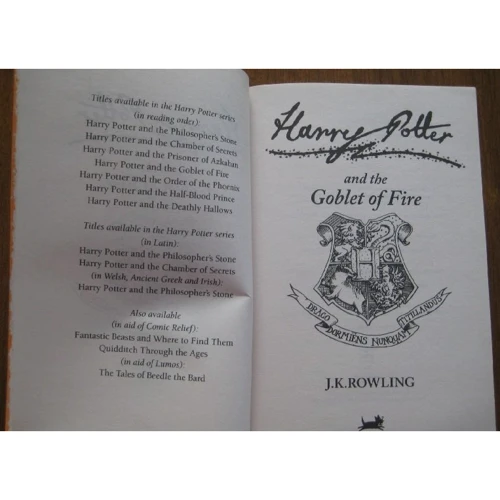 Titles available in the Harry Potter series
(in reading order):
Harry Potter and the Philosopher's Stone
Harry Potter and the Chamber of Secrets
Harry Potter and the Prisoner of Azkaban
Harry Potter and the Goblet of Fire
Harry Potter and the Order of the Phoenix
Harry Potter and the Half-Blood Prince
Harry Potter and the Deathly Hallows
Titles available in the Harry Potter series
(in Latin):
Harry Potter and the Philosopher's Stone
Harry Potter and the Chamber of Secrets
(in Welsh, Ancient Greek and Irish):
Harry Potter and the Philosopher's Stone
Also available
(in aid of Comic Relief):
Fantastic Beasts and Where to Find Them
Quidditch Through the Ages
(in aid of Lumos):
The Tales of Beedle the Bard
Harry Potter
and the
Goblet of Fire
DRACO DORMIENS NUNQUAM TITILLANDUS
J.K.ROWLING